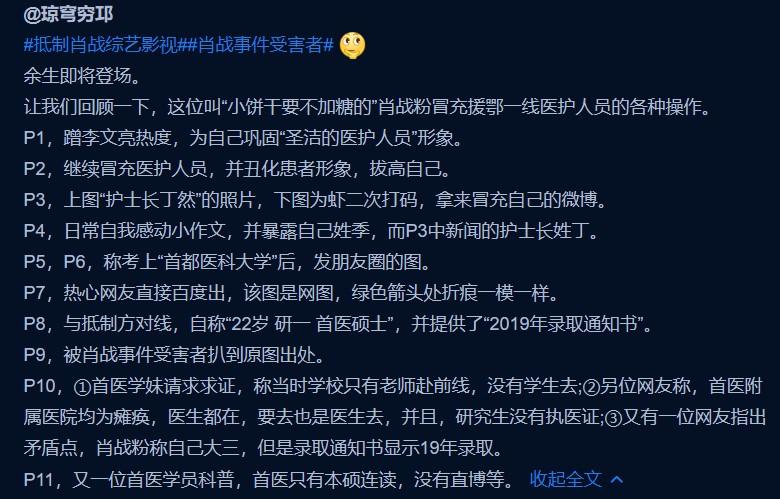 @琼穹穷邛
#抵制肖战综艺影视##肖战事件受害者#
余生即将登场。
让我们回顾一下，这位叫“小饼干要不加糖的”肖战粉冒充援鄂一线医护人员的各种操作。
P1，蹭李文亮热度，为自己巩固“圣洁的医护人员”形象。
P2，继续冒充医护人员，并丑化患者形象，拔高自己。
P3，上图“护士长丁然”的照片，下图为虾二次打码，拿来冒充自己的微博。
P4，日常自我感动小作文，并暴露自己姓季，而P3中新闻的护士长姓丁。
P5，P6，称考上“首都医科大学”后，发朋友圈的图。
P7，热心网友直接百度出，该图是网图，绿色箭头处折痕一模一样。
P8，与抵制方对线，自称“22岁 研一 首医硕士”，并提供了“2019年录取通知书”。
P9，被肖战事件受害者扒到原图出处。
P10，①首医学妹请求求证，称当时学校只有老师赴前线，没有学生去;②另位网友称，首医附
属医院均为瘫痪，医生都在，要去也是医生去，并且，研究生没有执医证;③又有一位网友指出
矛盾点，肖战粉称自己大三，但是录取通知书显示19年录取。
P11，又一位首医学员科普，首医只有本硕连读，没有直博等。 收起全文